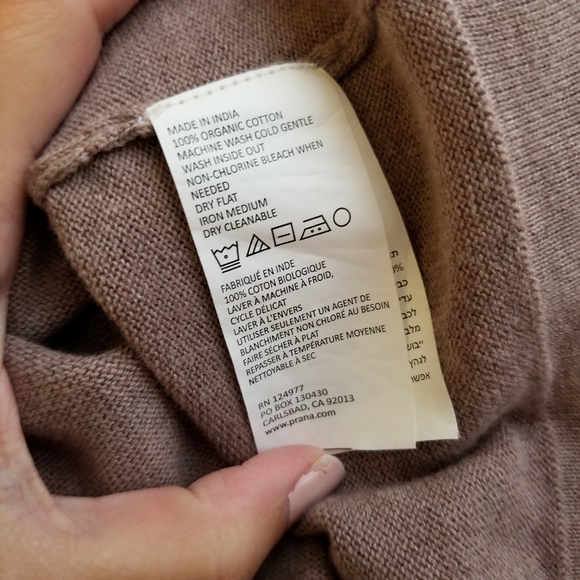 MADE IN INDIA
100% ORGANIC COTTON
MACHINE WASH COLD GENTLE
WASH INSIDE OUT
NON-CHLORINE BLEACH WHEN
NEEDED
DRY FLAT
IRON MEDIUM
DRY CLEANABLE
FABRIQUÉ EN INDE
100% COTON BIOLOGIQUE
LAVER À MACHINE À FROID,
CYCLE DÉLICAT
LAVER À L'ENVERS
UTILISER SEULEMENT UN AGENT DE
BLANCHIMENT NON CHLORÉ AU BESOIN
FAIRE SÉCHER À PLAT
REPASSER À TEMPÉRATURE MOYENNE
NETTOYABLE À SEC
RN 124977
PO BOX 130430
CARLSBAD, CA 92013
www.prana.com